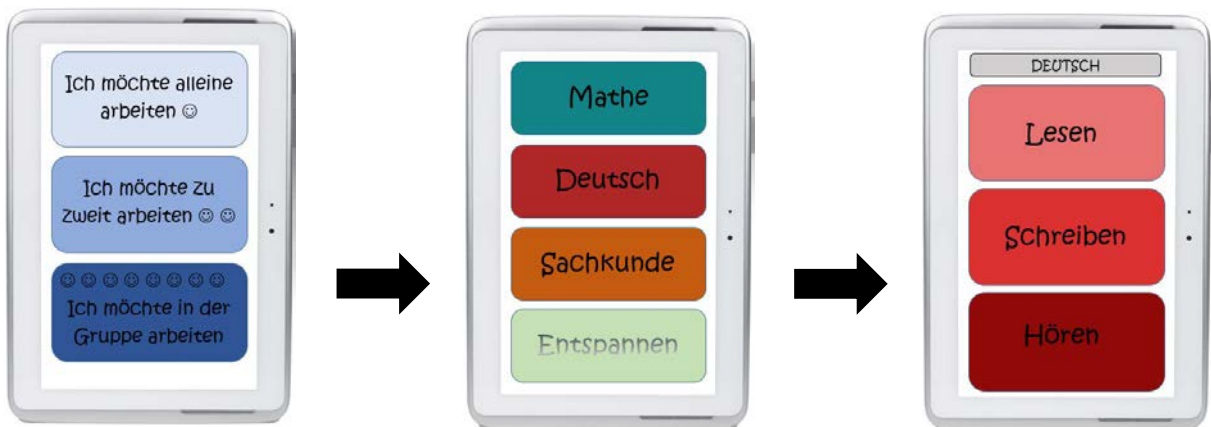 Ich möchte alleine
arbeiten ☺
Ich möchte zu
zweit arbeiten ☺ ☺
☺ ☺ ☺ ☺ ☺ ☺ ☺ ☺
Ich möchte in der
Gruppe arbeiten
Mathe
Deutsch
Sachkunde
Entspannen
DEUTSCH
Lesen
Schreiben
Hören